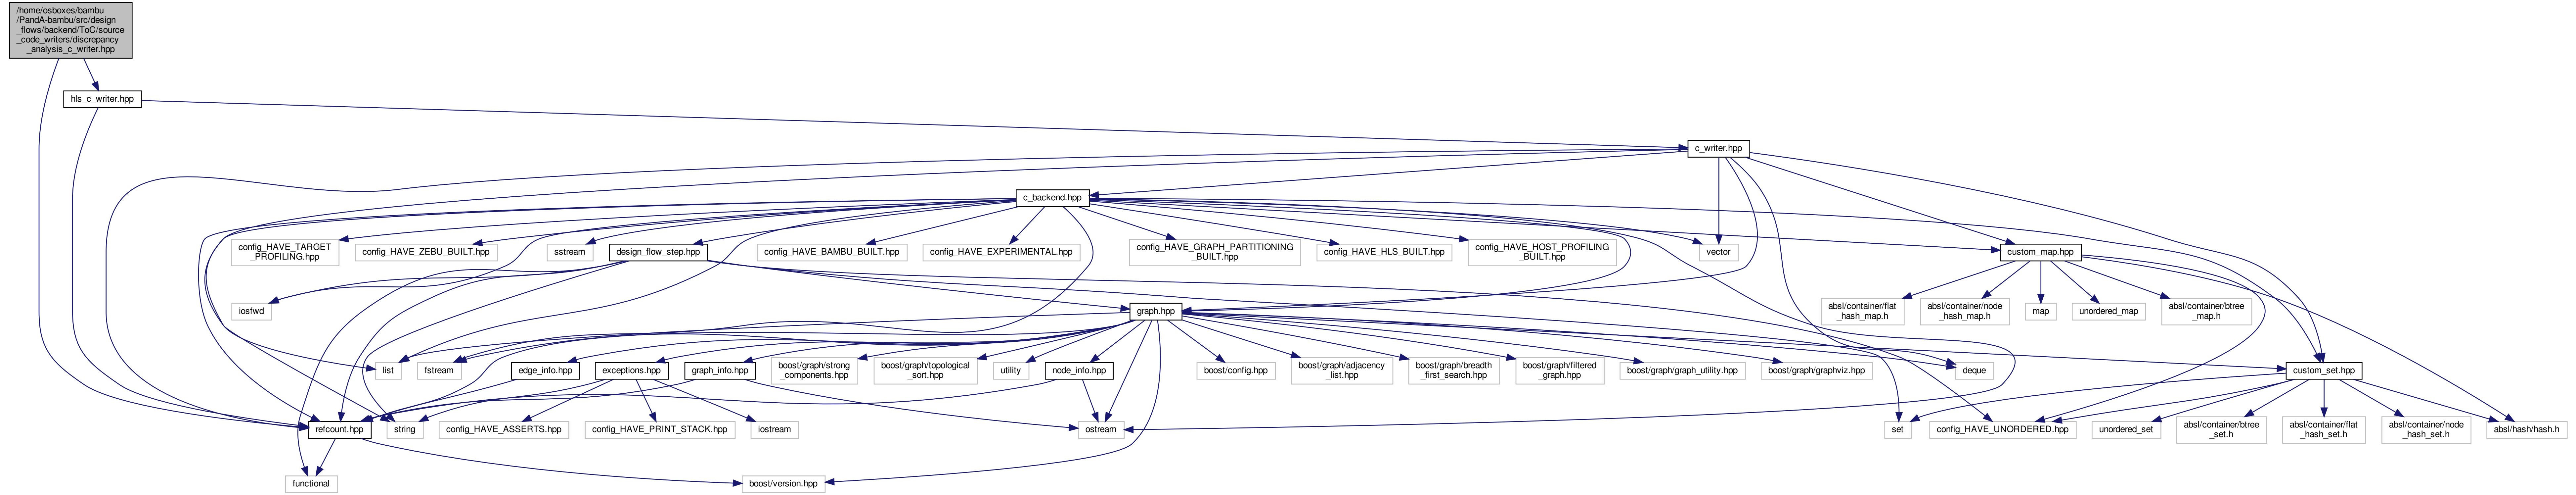 /home/osboxes/bambu
/PandA-bambu/src/design
_flows/backend/ToC/source
_code_writers/discrepancy
_analysis_c_writer.hpp
hls_c_writer.hpp
c_writer.hpp
c_backend.hpp
config_HAVE_TARGET
_PROFILING.hpp
config_HAVE_ZEBU_BUILT.hpp
sstream
design_flow_step.hpp
config_HAVE_BAMBU_BUILT.hpp
config_HAVE_EXPERIMENTAL.hpp
config_HAVE_GRAPH_PARTITIONING
_BUILT.hpp
config_HAVE_HLS_BUILT.hpp
config_HAVE_HOST_PROFILING
_BUILT.hpp
vector
custom_map.hpp
iosfwd
graph.hpp
absl/container/flat
_hash_map.h
absl/container/node
_hash_map.h
map
unordered_map
absl/container/btree
_map.h
list
fstream
edge_info.hpp
exceptions.hpp
graph_info.hpp
boost/graph/strong
_components.hpp
boost/graph/topological
_sort.hpp
utility
node_info.hpp
boost/config.hpp
boost/graph/adjacency
_list.hpp
boost/graph/breadth
_first_search.hpp
boost/graph/filtered
_graph.hpp
boost/graph/graph_utility.hpp
boost/graph/graphviz.hpp
deque
custom_set.hpp
refcount.hpp
string
config_HAVE_ASSERTS.hpp
config_HAVE_PRINT_STACK.hpp
iostream
ostream
set
config_HAVE_UNORDERED.hpp
unordered_set
absl/container/btree
_set.h
absl/container/flat
_hash_set.h
absl/container/node
_hash_set.h
absl/hash/hash.h
functional
boost/version.hpp